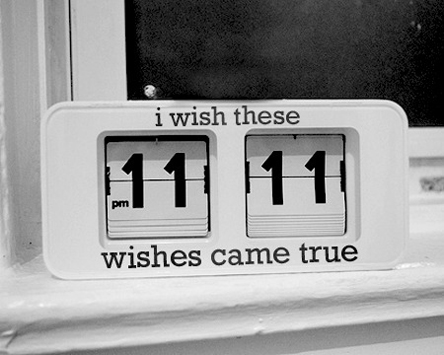 i wish these
11 11
pm
wishes came true